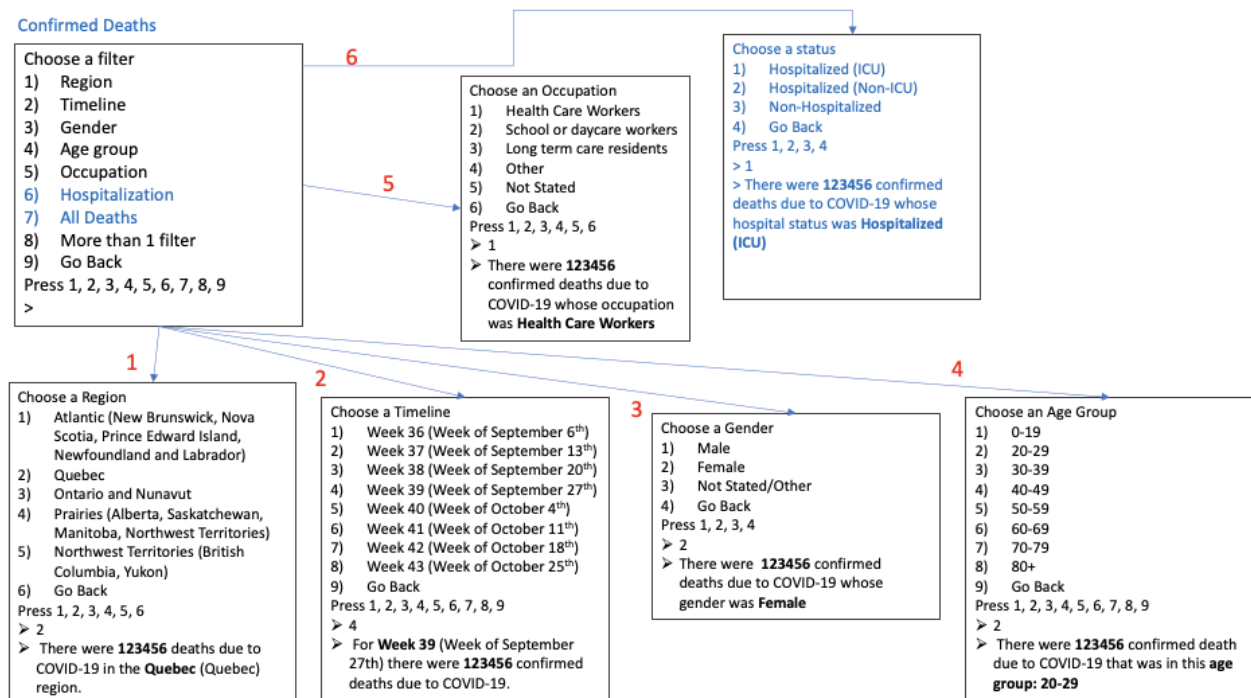 Confirmed Deaths
Choose a filter
1) Region
2) Timeline
3) Gender
4) Age group
5) Occupation
6) Hospitalization
7) All Deaths
8) More than 1 filter
9) Go Back
Press 1, 2, 3, 4, 5, 6, 7, 8, 9
>
6
Choose a status
1) Hospitalized (ICU)
2) Hospitalized (Non-ICU)
3) Non-Hospitalized
4) Go Back
Press 1, 2, 3, 4
> 1
> There were 123456 confirmed
deaths due to COVID-19 whose
hospital status was Hospitalized
(ICU)
5
Choose an Occupation
1) Health Care Workers
2) School or daycare workers
3) Long term care residents
4) Other
5) Not Stated
6) Go Back
Press 1, 2, 3, 4, 5, 6
➢ 1
➢ There were 123456
confirmed deaths due to
COVID-19 whose occupation
was Health Care Workers
1
Choose a Region
1) Atlantic (New Brunswick, Nova
Scotia, Prince Edward Island,
Newfoundland and Labrador)
2) Quebec
3) Ontario and Nunavut
4) Prairies (Alberta, Saskatchewan,
Manitoba, Northwest Territories)
5) Northwest Territories (British
Columbia, Yukon)
6) Go Back
Press 1, 2, 3, 4, 5, 6
➢ 2
➢ There were 123456 deaths due to
COVID-19 in the Quebec (Quebec)
region.
2
Choose a Timeline
1) Week 36 (Week of September 6th)
2) Week 37 (Week of September 13th)
3) Week 38 (Week of September 20th)
4) Week 39 (Week of September 27th)
5) Week 40 (Week of October 4th)
6) Week 41 (Week of October 11th)
7) Week 42 (Week of October 18th)
8) Week 43 (Week of October 25th)
9) Go Back
Press 1, 2, 3, 4, 5, 6, 7, 8, 9
➢ 4
➢ For Week 39 (Week of September
27th) there were 123456 confirmed
deaths due to COVID-19.
3
Choose a Gender
1) Male
2) Female
3) Not Stated/Other
4) Go Back
Press 1, 2, 3, 4
➢ 2
➢ There were 123456 confirmed
deaths due to COVID-19 whose
gender was Female
4
Choose an Age Group
1) 0-19
2) 20-29
3) 30-39
4) 40-49
5) 50-59
6) 60-69
7) 70-79
8) 80+
9) Go Back
Press 1, 2, 3, 4, 5, 6, 7, 8, 9
➢ 2
➢ There were 123456 confirmed death
due to COVID-19 that was in this age
group: 20-29